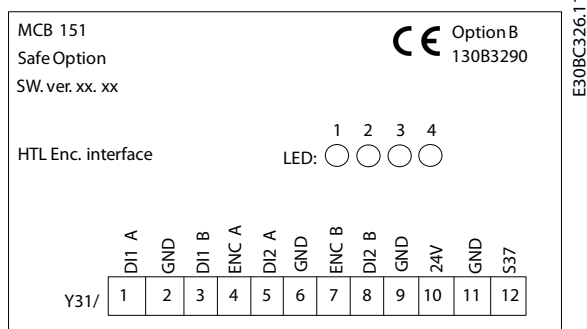 MCB 151
Safe Option
SW. ver. xx. xx
CE Option B
130B3290
1 2 3 4
HTL Enc. interface LED:
DI1 A GND DI1 B ENC A DI2 A GND ENC B DI2 B GND 24V GND S37
Y31/ 1 2 3 4 5 6 7 8 9 10 11 12